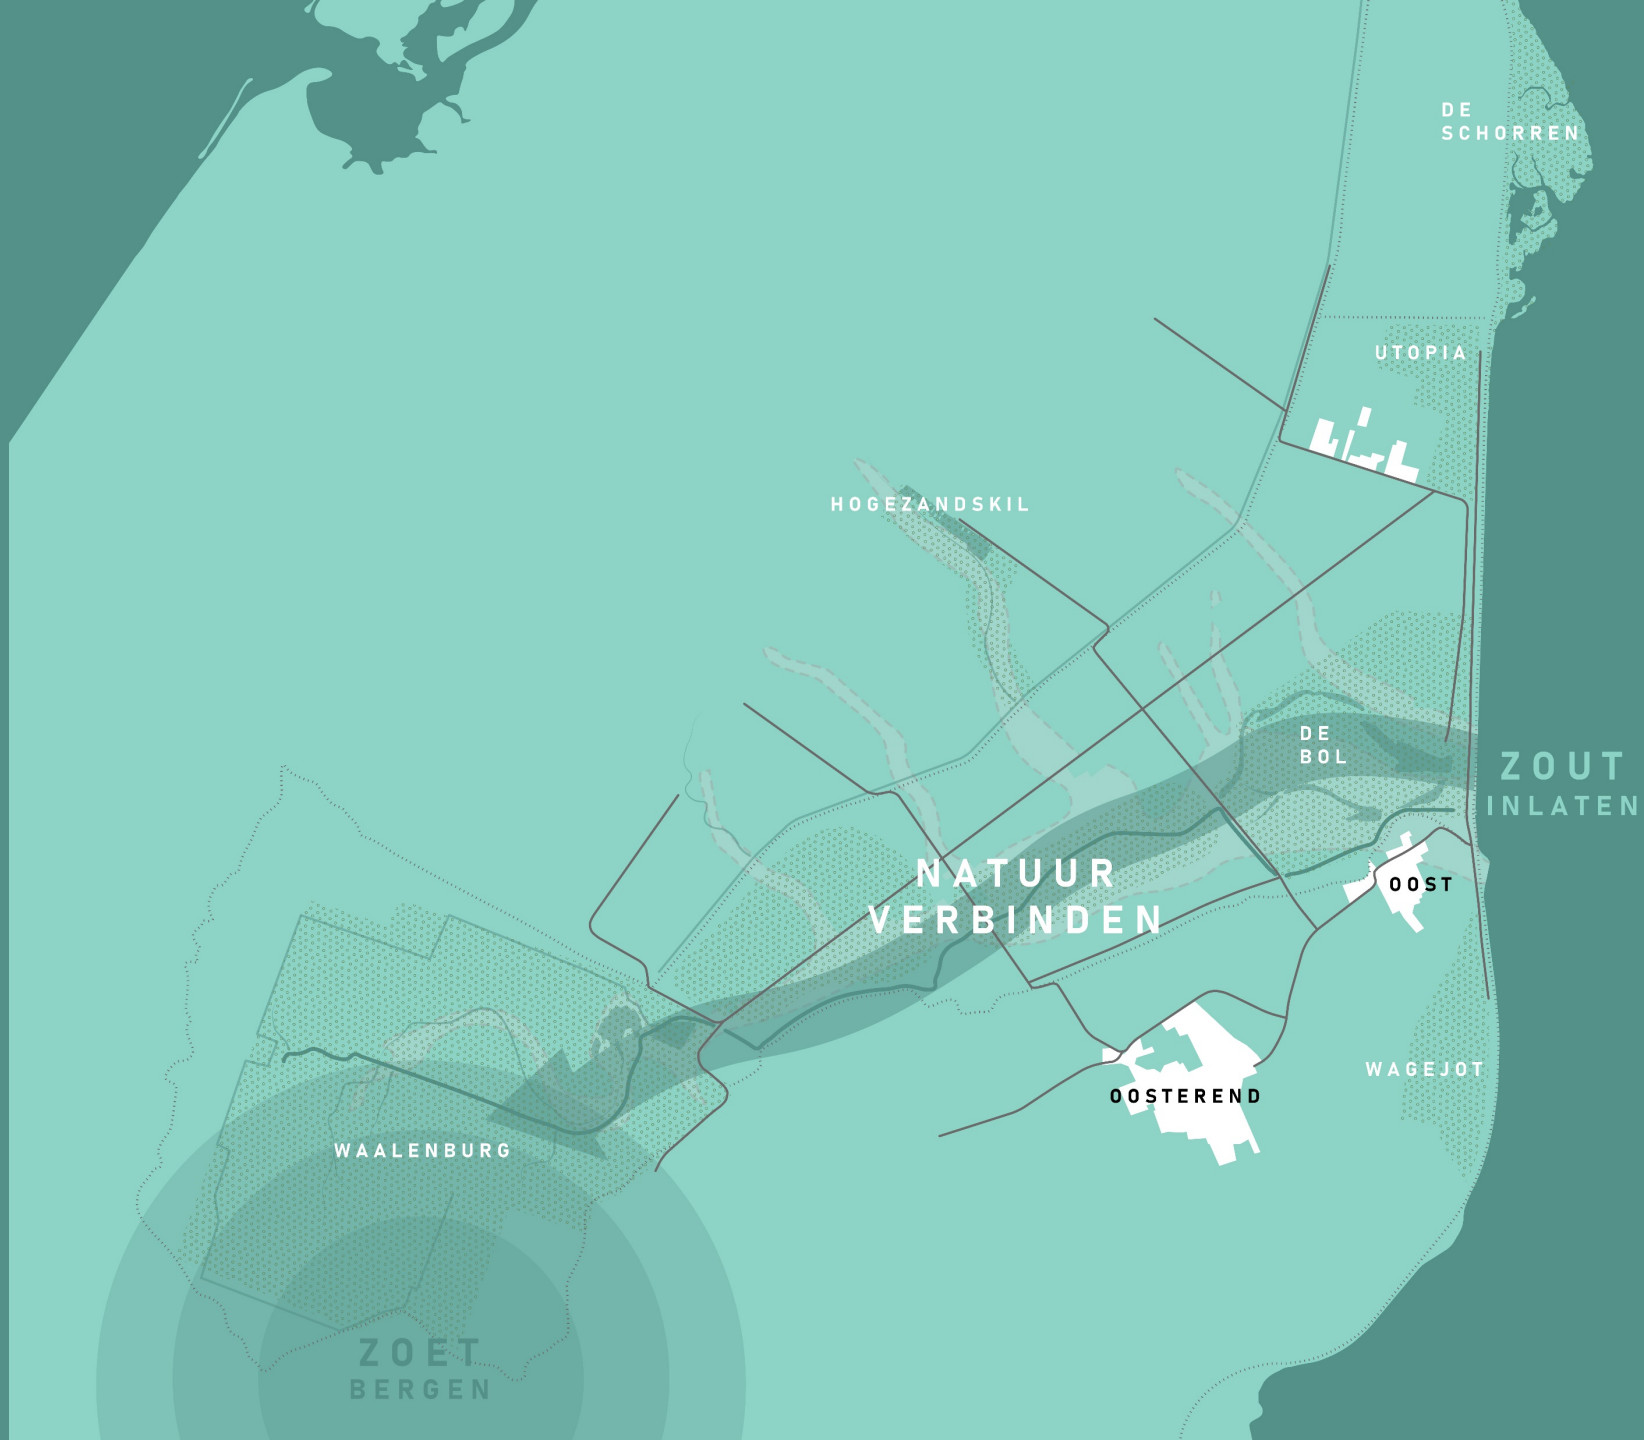 DE
SCHORREN
UTOPIA
HOGEZANDSKIL
DE
BOL
ZOUT
INLATEN
NATUUR
VERBINDEN
OOST
WAGEJOT
OOSTEREND
WAALENBURG
ZOET
BERGEN